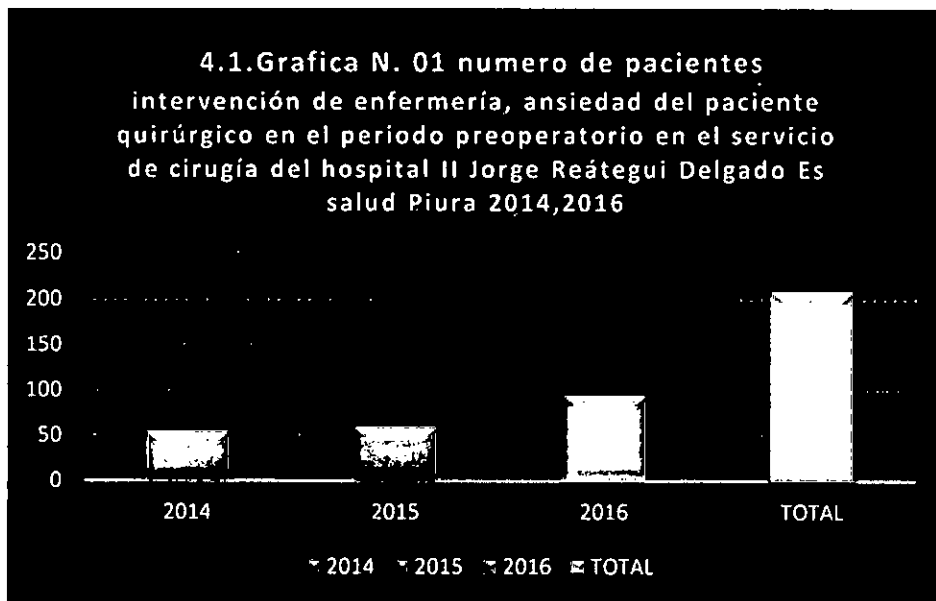 4.1.Grafica N. 01 numero de pacientes
intervención de enfermería, ansiedad del paciente
quirúrgico en el periodo preoperatorio en el servicio
de cirugía del hospital II Jorge Reátegui Delgado Es
salud Piura 2014,2016
250
200
150
100
50
0
2014 2015 2016 TOTAL
2014 2015 2016 TOTAL